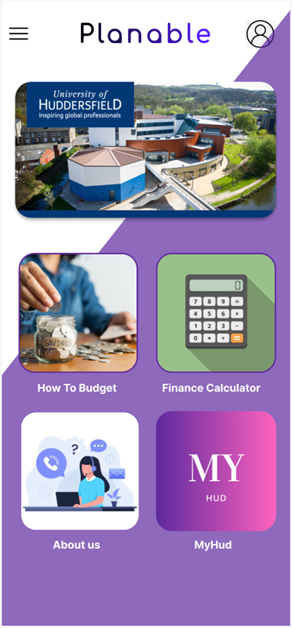 Planable
University of
HUDDERSFIELD
Inspiring global professionals
SAVINGS
0
7 8 9 ÷
4 5 6 ×
1 2 3 −
0 • + =
How To Budget
Finance Calculator
?
MY
HUD
About us
MyHud